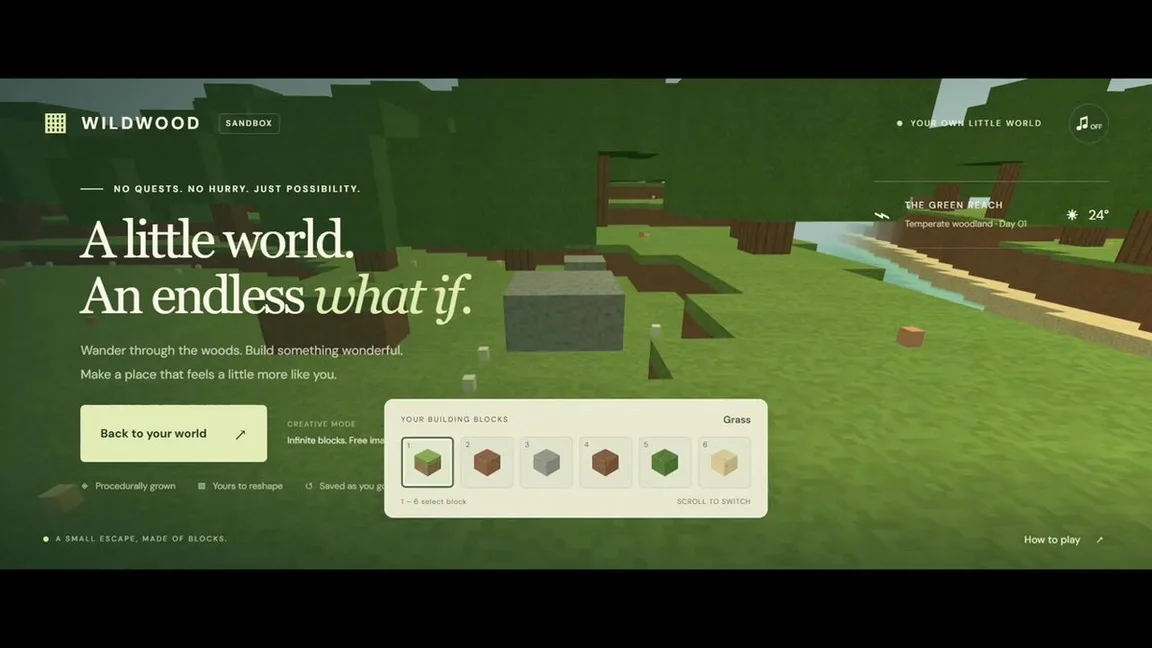 WILDWOOD SANDBOX
YOUR OWN LITTLE WORLD
OFF
NO QUESTS. NO HURRY. JUST POSSIBILITY.
THE GREEN REACH
Temperate woodland · Day 01
24°
A little world.
An endless what if.
Wander through the woods. Build something wonderful.
Make a place that feels a little more like you.
Back to your world ↗
CREATIVE MODE
Infinite blocks. Free
Procedurally grown
Yours to reshape
Saved as you
YOUR BUILDING BLOCKS
Grass
1 2 3 4 5 6
1 – 6 select block
SCROLL TO SWITCH
A SMALL ESCAPE, MADE OF BLOCKS.
How to play ↗